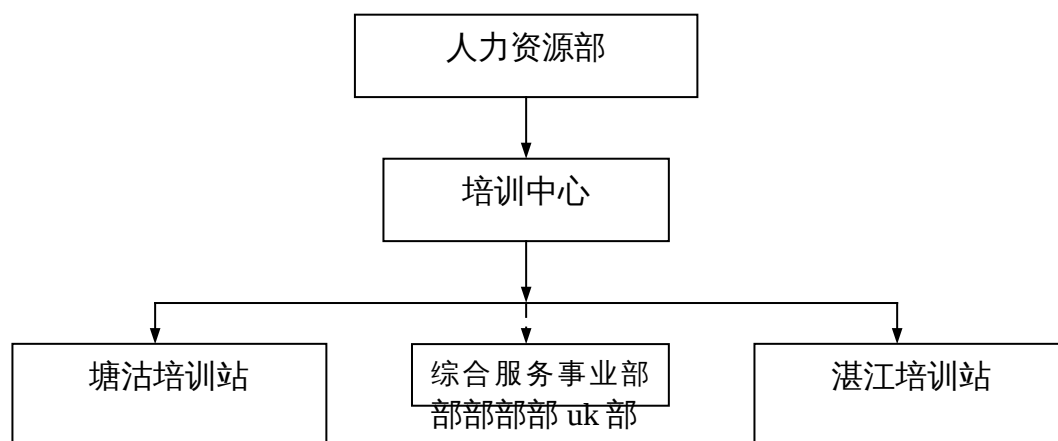 人力资源部
培训中心
塘沽培训站
综合服务事业部
部部部部 uk 部
湛江培训站